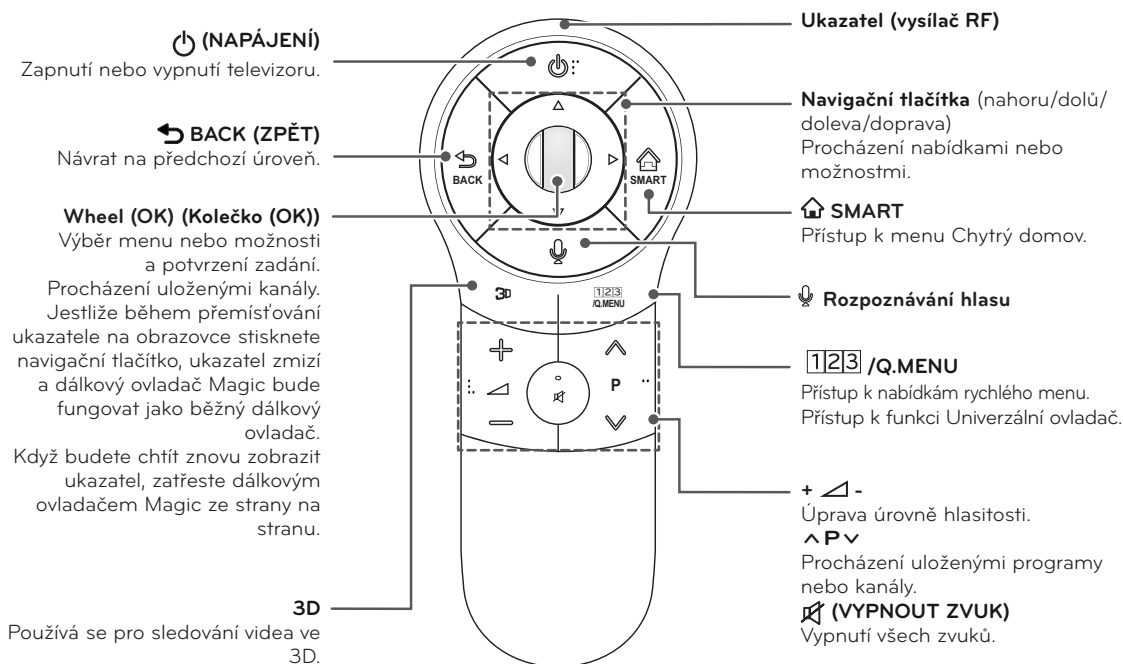 (NAPÁJENÍ)
Zapnutí nebo vypnutí televizoru.
BACK (ZPĚT)
Návrat na předchozí úroveň.
Wheel (OK) (Kolečko (OK))
Výběr menu nebo možnosti
a potvrzení zadání.
Procházení uloženými kanály.
Jestliže během přemísťování
ukazatele na obrazovce stisknete
navigační tlačítko, ukazatel zmizí
a dálkový ovladač Magic bude
fungovat jako běžný dálkový
ovladač.
Když budete chtít znovu zobrazit
ukazatel, zatřeste dálkovým
ovladačem Magic ze strany na
stranu.
3D
Používá se pro sledování videa ve
3D.
BACK
SMART
3D
123
/Q.MENU
P
Ukazatel (vysílač RF)
Navigační tlačítka (nahoru/dolů/
doleva/doprava)
Procházení nabídkami nebo
možnostmi.
SMART
Přístup k menu Chytrý domov.
Rozpoznávání hlasu
123 /Q.MENU
Přístup k nabídkám rychlého menu.
Přístup k funkci Univerzální ovladač.
+ -
Úprava úrovně hlasitosti.
P
Procházení uloženými programy
nebo kanály.
(VYPNOUT ZVUK)
Vypnutí všech zvuků.